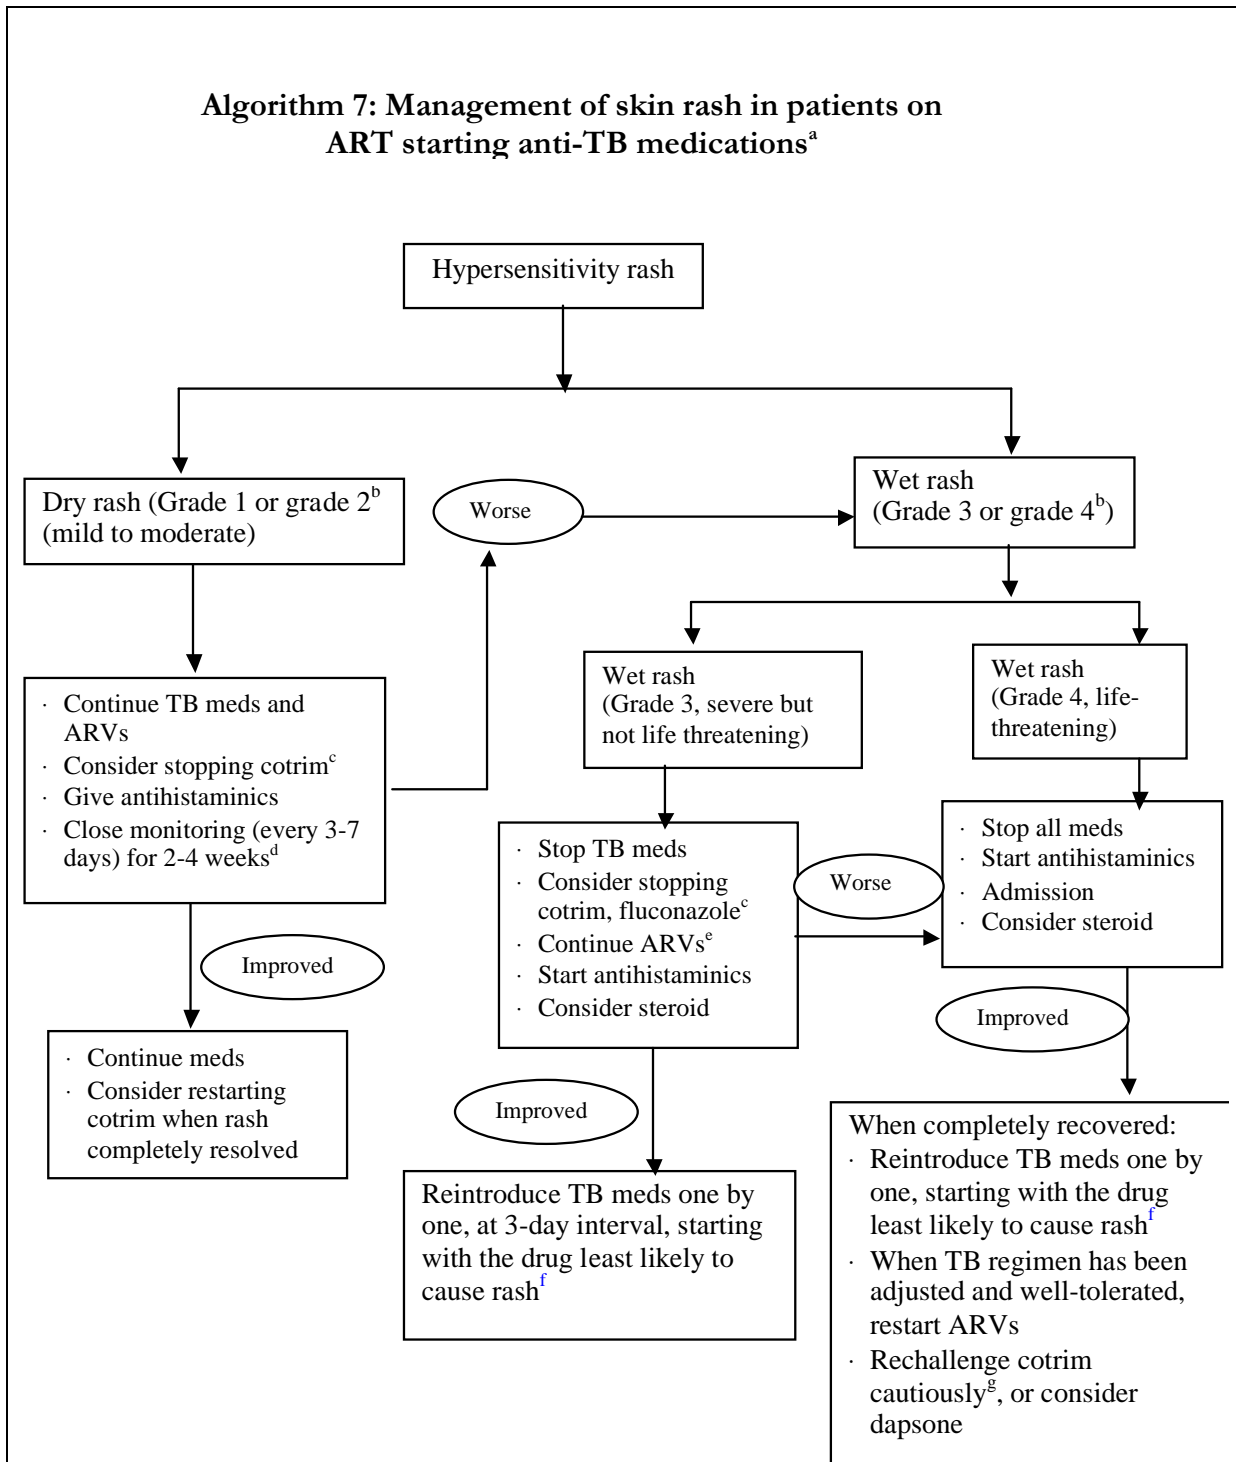 Algorithm 7: Management of skin rash in patients on
ART starting anti-TB medicationsᵃ
Hypersensitivity rash
Dry rash (Grade 1 or grade 2ᵇ
(mild to moderate)
Worse
Wet rash
(Grade 3 or grade 4ᵇ)
· Continue TB meds and
ARVs
· Consider stopping cotrimᶜ
· Give antihistaminics
· Close monitoring (every 3-7
days) for 2-4 weeksᵈ
Wet rash
(Grade 3, severe but
not life threatening)
Wet rash
(Grade 4, life-
threatening)
· Stop TB meds
· Consider stopping
cotrim, fluconazoleᶜ
· Continue ARVsᵉ
· Start antihistaminics
· Consider steroid
Worse
· Stop all meds
· Start antihistaminics
· Admission
· Consider steroid
Improved
Improved
Improved
· Continue meds
· Consider restarting
cotrim when rash
completely resolved
Reintroduce TB meds one by
one, at 3-day interval, starting
with the drug least likely to
cause rashᶠ
When completely recovered:
· Reintroduce TB meds one by
one, starting with the drug
least likely to cause rashᶠ
· When TB regimen has been
adjusted and well-tolerated,
restart ARVs
· Rechallenge cotrim
cautiouslyᵍ, or consider
dapsone